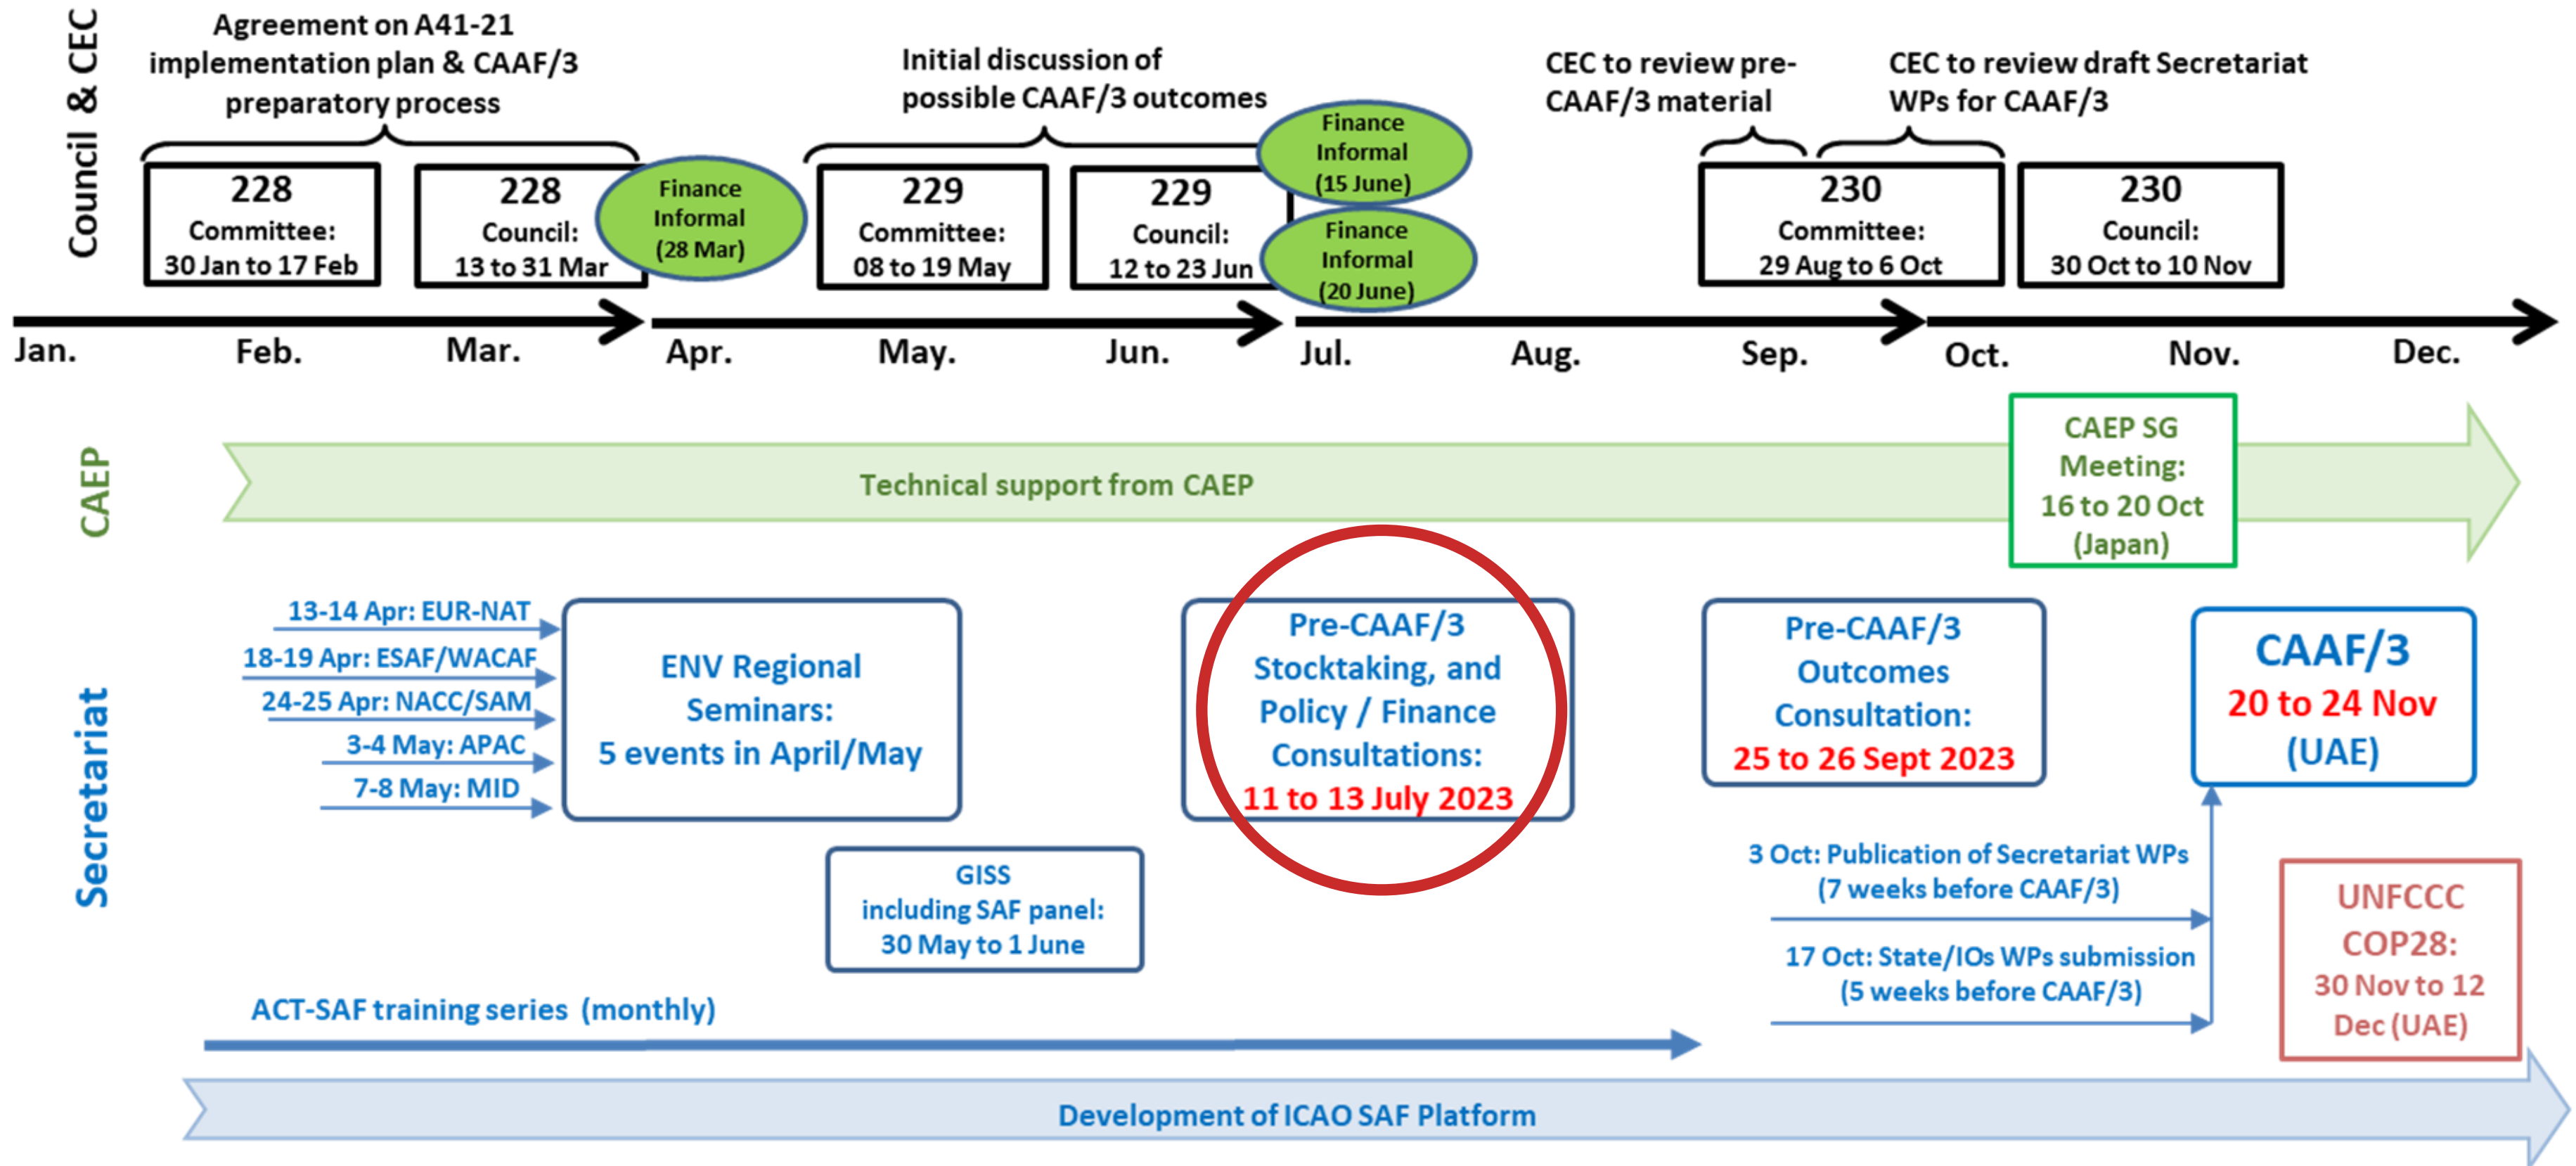 Council & CEC
Agreement on A41-21
implementation plan & CAAF/3
preparatory process
Initial discussion of
possible CAAF/3 outcomes
CEC to review pre-
CAAF/3 material
CEC to review draft Secretariat
WPs for CAAF/3
228
Committee:
30 Jan to 17 Feb
228
Council:
13 to 31 Mar
Finance
Informal
(28 Mar)
229
Committee:
08 to 19 May
229
Council:
12 to 23 Jun
Finance
Informal
(15 June)
Finance
Informal
(20 June)
230
Committee:
29 Aug to 6 Oct
230
Council:
30 Oct to 10 Nov
Jan.
Feb.
Mar.
Apr.
May.
Jun.
Jul.
Aug.
Sep.
Oct.
Nov.
Dec.
CAEP
Technical support from CAEP
CAEP SG
Meeting:
16 to 20 Oct
(Japan)
Secretariat
13-14 Apr: EUR-NAT
18-19 Apr: ESAF/WACAF
24-25 Apr: NACC/SAM
3-4 May: APAC
7-8 May: MID
ENV Regional
Seminars:
5 events in April/May
Pre-CAAF/3
Stocktaking, and
Policy / Finance
Consultations:
11 to 13 July 2023
Pre-CAAF/3
Outcomes
Consultation:
25 to 26 Sept 2023
CAAF/3
20 to 24 Nov
(UAE)
GISS
including SAF panel:
30 May to 1 June
3 Oct: Publication of Secretariat WPs
(7 weeks before CAAF/3)
17 Oct: State/IOs WPs submission
(5 weeks before CAAF/3)
UNFCCC
COP28:
30 Nov to 12
Dec (UAE)
ACT-SAF training series (monthly)
Development of ICAO SAF Platform